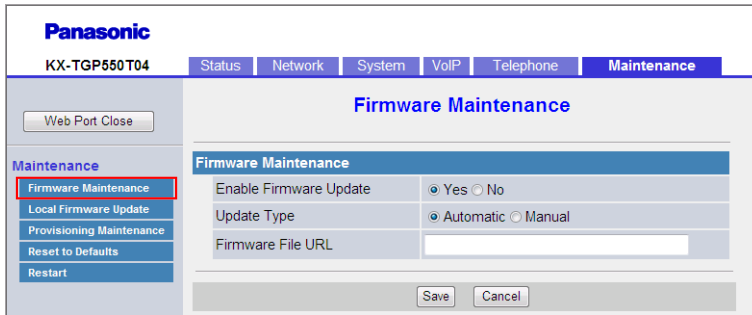 Panasonic
KX-TGP550T04
Status Network System VoIP Telephone Maintenance
Web Port Close
Firmware Maintenance
Maintenance
Firmware Maintenance
Local Firmware Update
Provisioning Maintenance
Reset to Defaults
Restart
Firmware Maintenance
Enable Firmware Update Yes No
Update Type Automatic Manual
Firmware File URL
Save Cancel